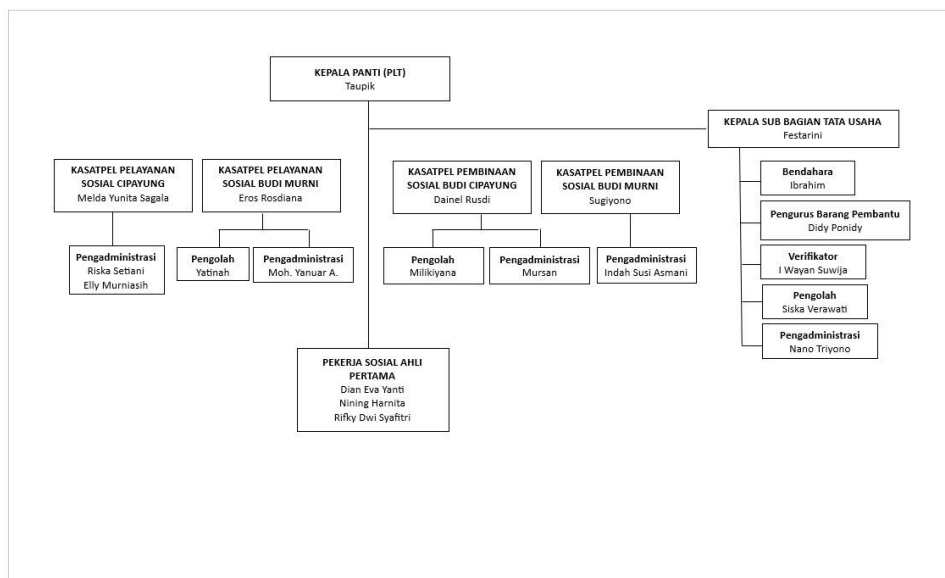 KEPALA PANTI (PLT)
Taupik
KEPALA SUB BAGIAN TATA USAHA
Festarini
KASATPEL PELAYANAN
SOSIAL CIPAYUNG
Melda Yunita Sagala
KASATPEL PELAYANAN
SOSIAL BUDI MURNI
Eros Rosdiana
KASATPEL PEMBINAAN
SOSIAL BUDI CIPAYUNG
Dainel Rusdi
KASATPEL PEMBINAAN
SOSIAL BUDI MURNI
Sugiyono
Pengadministrasi
Riska Setiani
Elly Murniasih
Pengolah
Yatinah
Pengadministrasi
Moh. Yanuar A.
Pengolah
Milikiyana
Pengadministrasi
Mursan
Pengadministrasi
Indah Susi Asmani
Bendahara
Ibrahim
Pengurus Barang Pembantu
Didy Ponidy
Verifikator
I Wayan Suwija
Pengolah
Siska Verawati
Pengadministrasi
Nano Triyono
PEKERJA SOSIAL AHLI
PERTAMA
Dian Eva Yanti
Nining Harnita
Rifky Dwi Syafitri